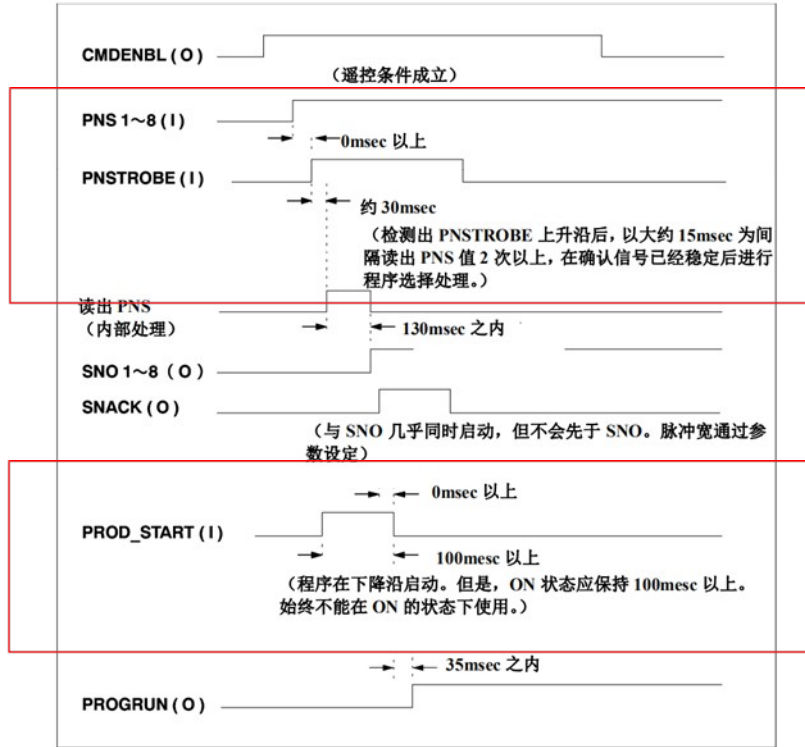 CMDENBL ( O )
（遥控条件成立）
PNS 1～8 ( I )
0msec 以上
PNSTROBE ( I )
约 30msec
（检测出 PNSTROBE 上升沿后，以大约 15msec 为间
隔读出 PNS 值 2 次以上，在确认信号已经稳定后进行
程序选择处理。）
读出 PNS
（内部处理）
130msec 之内
SNO 1～8 ( O )
SNACK ( O )
（与 SNO 几乎同时启动，但不会先于 SNO。脉冲宽通过参
数设定）
0msec 以上
PROD_START ( I )
100mesc 以上
（程序在下降沿启动。但是，ON 状态应保持 100mesc 以上。
始终不能在 ON 的状态下使用。）
35msec 之内
PROGRUN ( O )